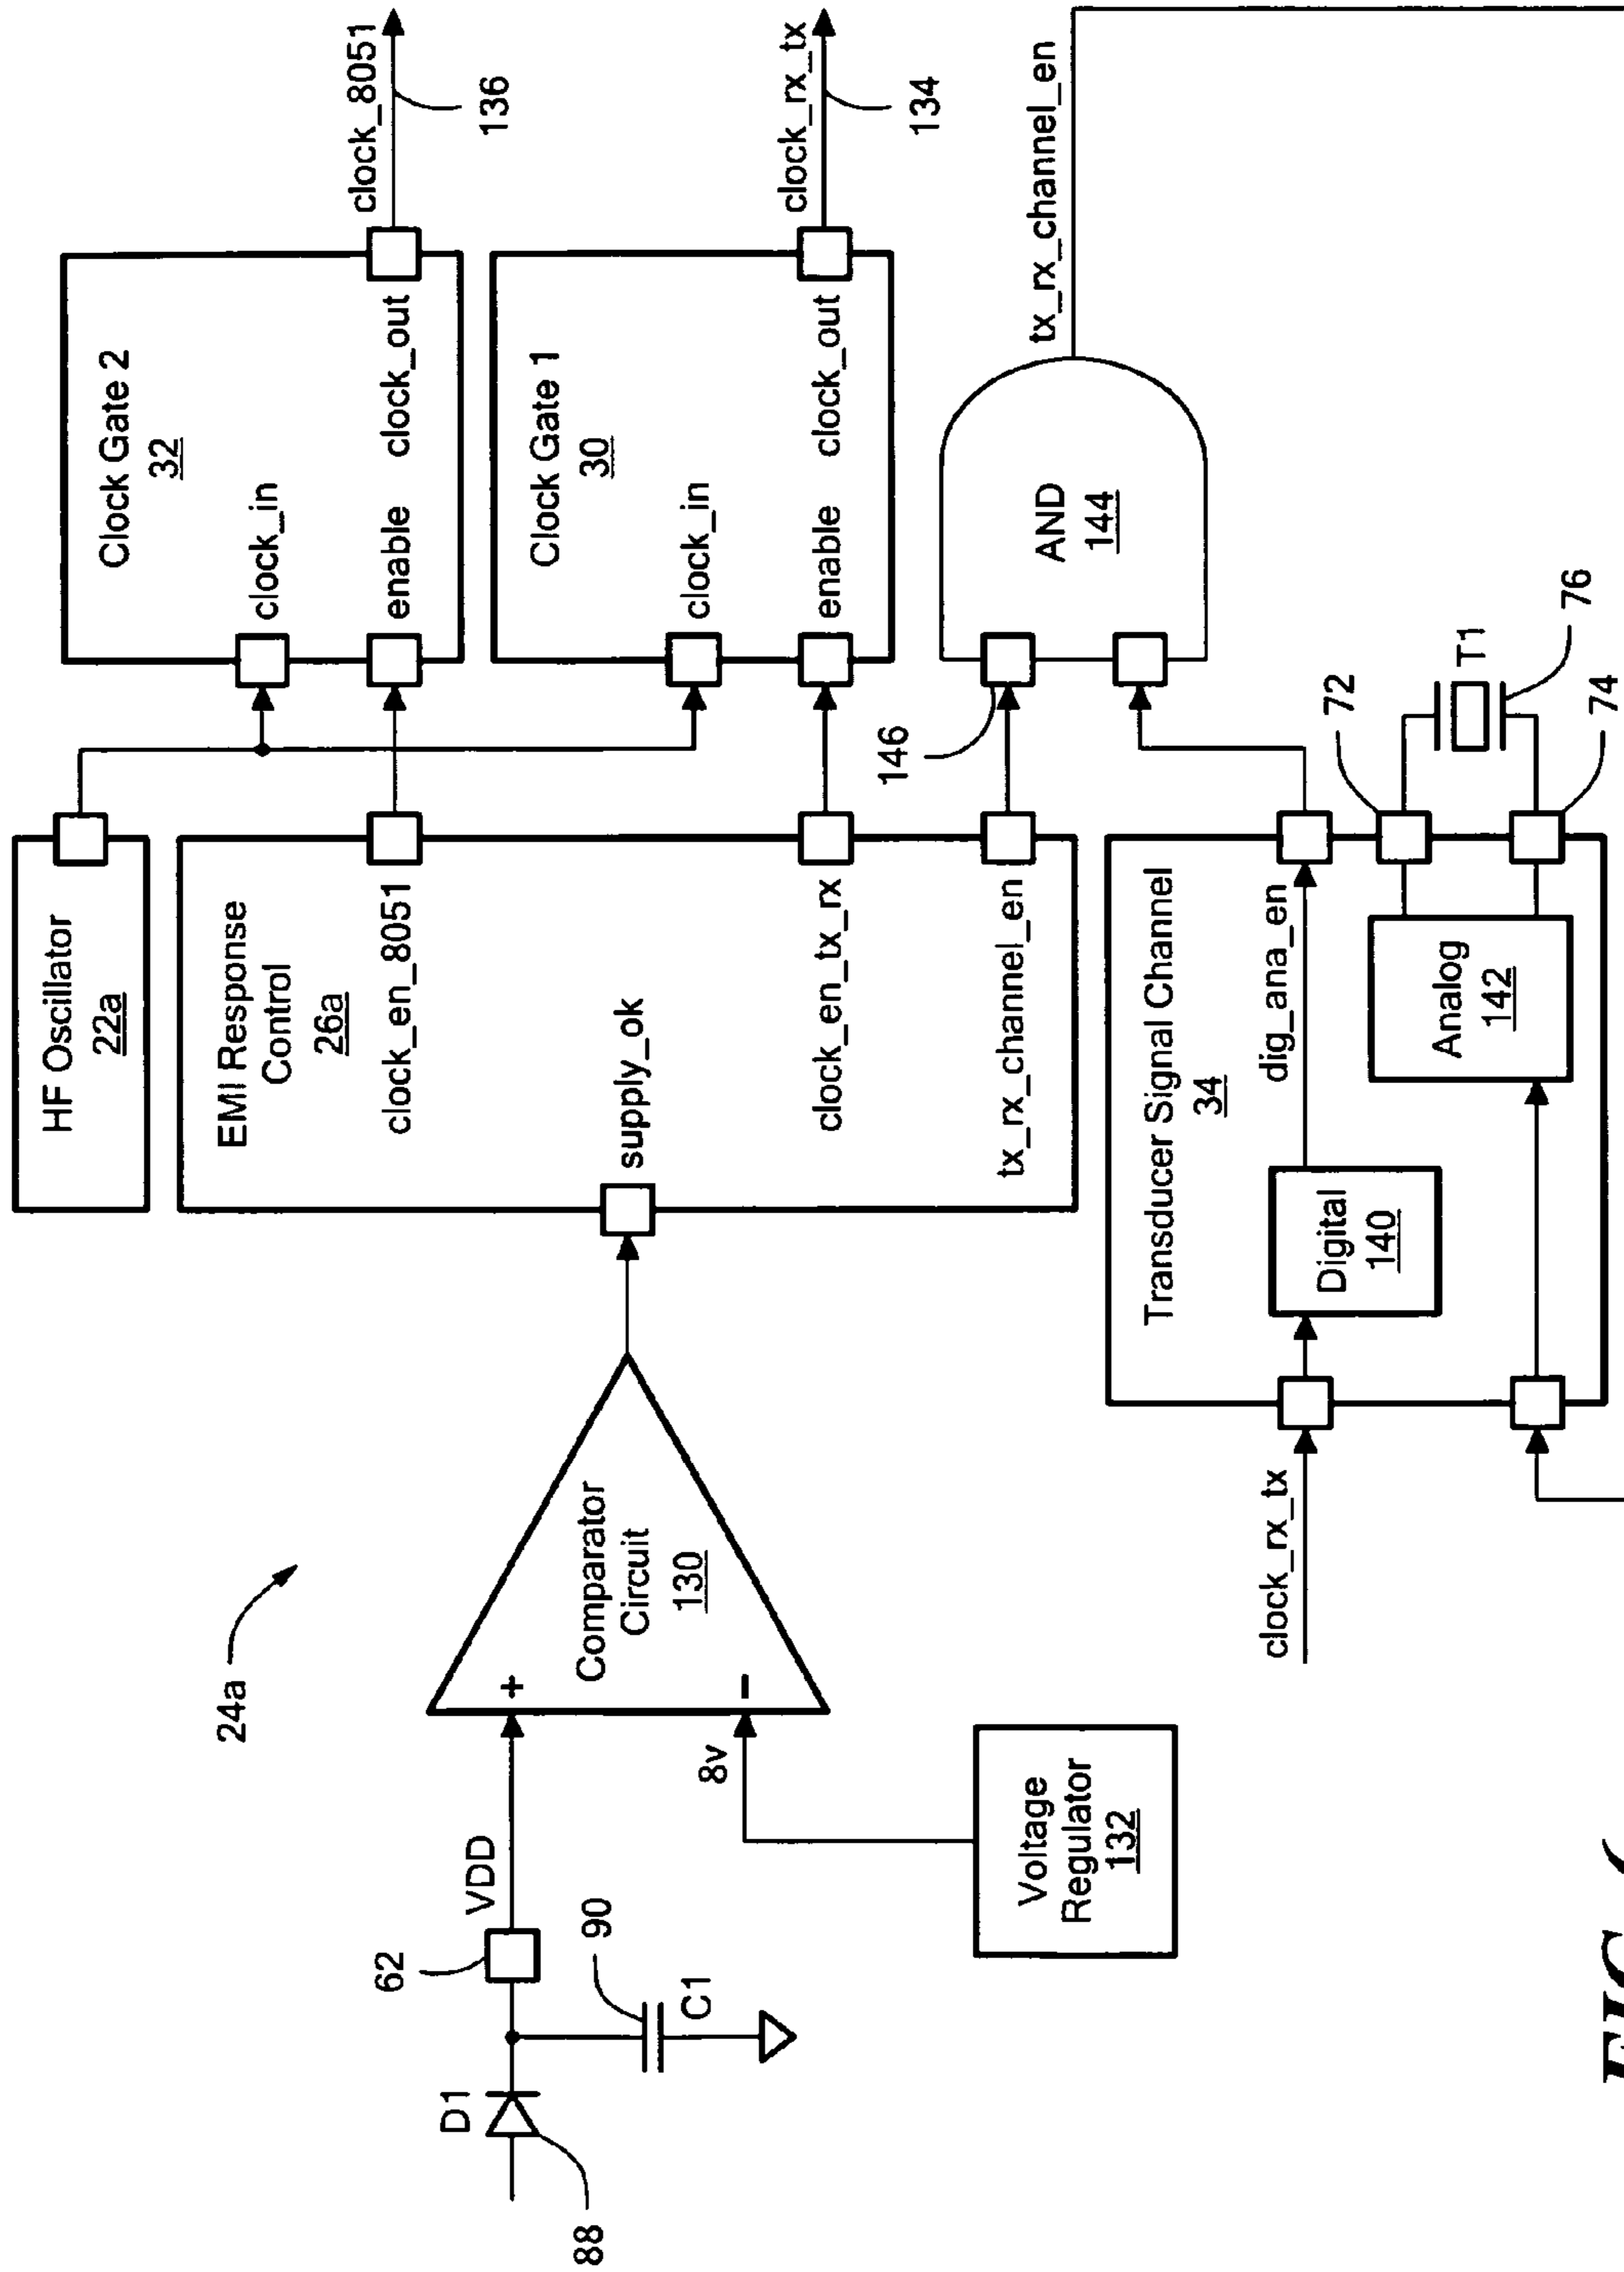 24a
HF Oscillator
22a
EMI Response
Control
26a
clock_en_8051
supply_ok
clock_en_tx_rx
tx_rx_channel_en
Clock Gate 2
32
clock_in
enable
clock_out
clock_8051
136
Clock Gate 1
30
clock_in
enable
clock_out
clock_rx_tx
134
D1
88
62
VDD
90
C1
+
−
8v
Comparator
Circuit
130
Voltage
Regulator
132
146
AND
144
tx_rx_channel_en
Transducer Signal Channel
34
clock_rx_tx
Digital
140
dig_ana_en
Analog
142
72
74
T1
76